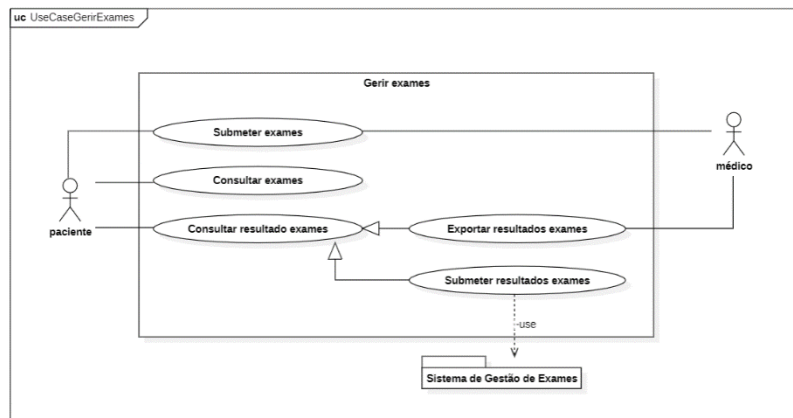 uc UseCaseGerirExames
Gerir exames
Submeter exames
médico
Consultar exames
paciente
Consultar resultado exames
Exportar resultados exames
Submeter resultados exames
-use
Sistema de Gestão de Exames